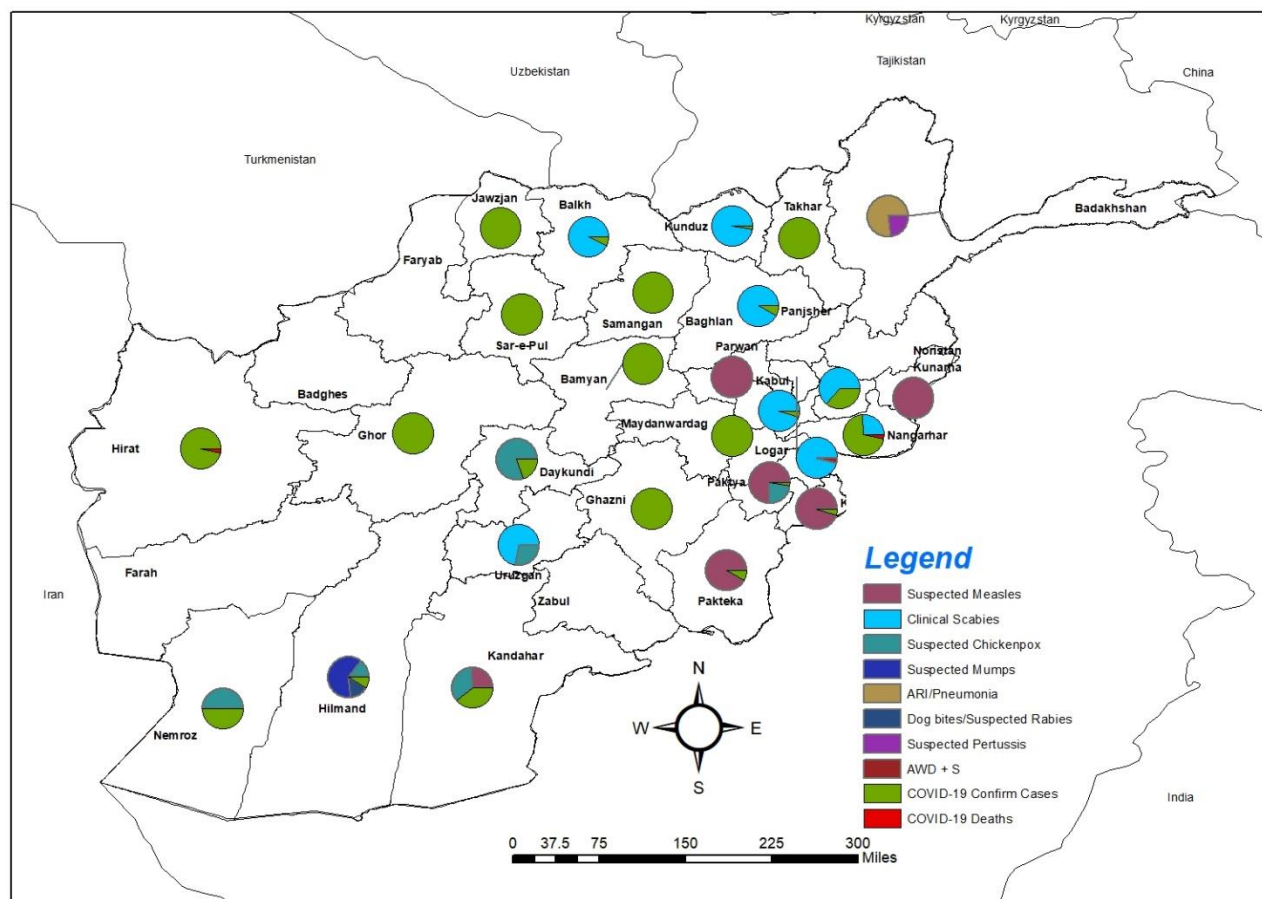 Kyrgyzstan
Kyrgyzstan
Tajikistan
Uzbekistan
China
Turkmenistan
Jawzjan
Balkh
Kunduz
Takhar
Badakhshan
Faryab
Samangan
Baghlan
Panjsher
Sar-e-Pul
Parwan
Noristan
Kunarha
Bamyan
Kabul
Badghes
Maydanwardag
Nangarhar
Hirat
Ghor
Logar
Daykundi
Paktya
Ghazni
K
Farah
Uruzgan
Zabul
Pakteka
Iran
Kandahar
Hilmand
Nemroz
India
N
W
E
S
Legend
Suspected Measles
Clinical Scabies
Suspected Chickenpox
Suspected Mumps
ARI/Pneumonia
Dog bites/Suspected Rabies
Suspected Pertussis
AWD + S
COVID-19 Confirm Cases
COVID-19 Deaths
0 37.5 75 150 225 300
Miles